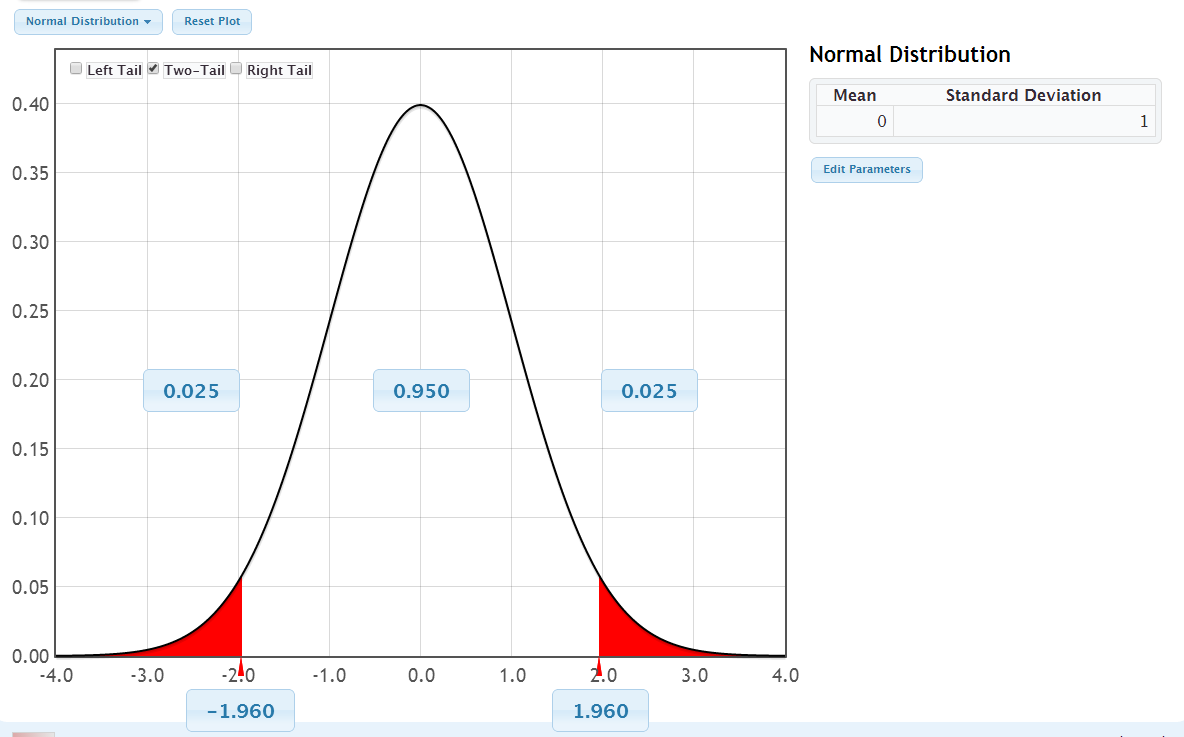 Normal Distribution
Reset Plot
Left Tail Two-Tail Right Tail
0.40
0.35
0.30
0.25
0.20
0.15
0.10
0.05
0.00
0.025 0.950 0.025
-4.0 -3.0 -2.0 -1.0 0.0 1.0 2.0 3.0 4.0
-1.960 1.960
Normal Distribution
Mean Standard Deviation
0 1
Edit Parameters